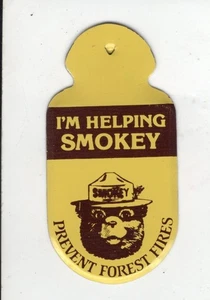 I'M HELPING
SMOKEY
SMOKEY
PREVENT FOREST FIRES